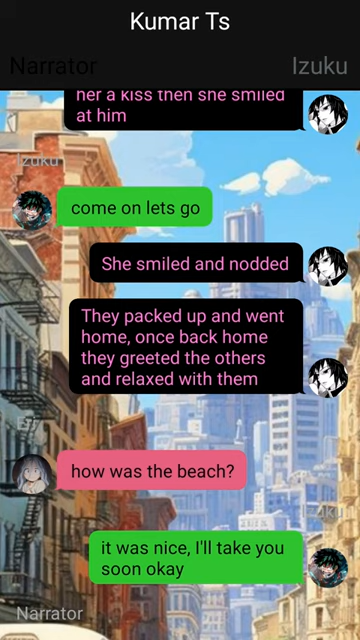 Kumar Ts
Narrator
Izuku
her a kiss then she smiled
at him
Izuku
come on lets go
She smiled and nodded
They packed up and went
home, once back home
they greeted the others
and relaxed with them
how was the beach?
Izuku
it was nice, I'll take you
soon okay
Narrator